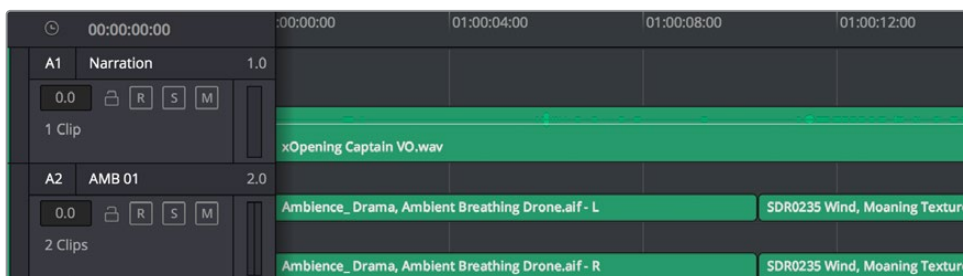 00:00:00:00 :00:00:00 01:00:04:00 01:00:08:00 01:00:12:00
A1 Narration 1.0
0.0 R S M
1 Clip
xOpening Captain VO.wav
A2 AMB 01 2.0
0.0 R S M
2 Clips
Ambience_ Drama, Ambient Breathing Drone.aif - L SDR0235 Wind, Moaning Textur
Ambience_ Drama, Ambient Breathing Drone.aif - R SDR0235 Wind, Moaning Textur